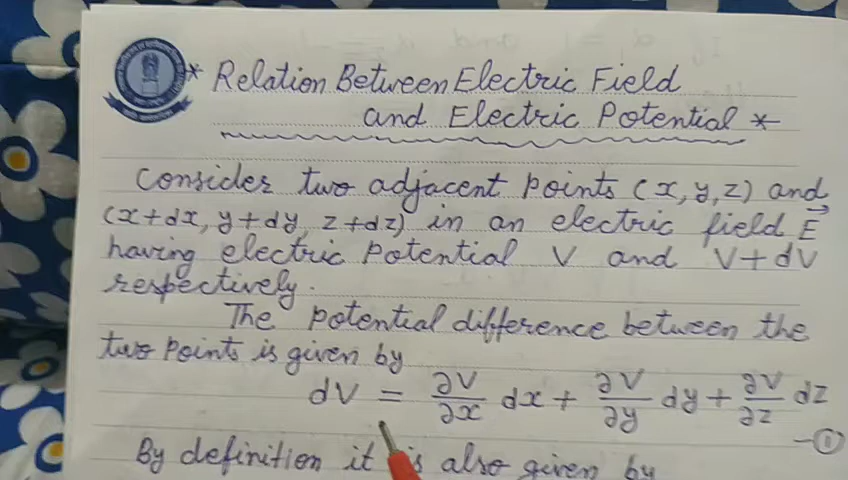 * Relation Between Electric Field
and Electric Potential *
Consider two adjacent points (x, y, z) and
(x+dx, y+dy, z+dz) in an electric field E⃗
having electric potential V and V+dV
respectively.
The potential difference between the
two points is given by
dV = ∂V/∂x dx + ∂V/∂y dy + ∂V/∂z dz
—①
By definition it is also given by